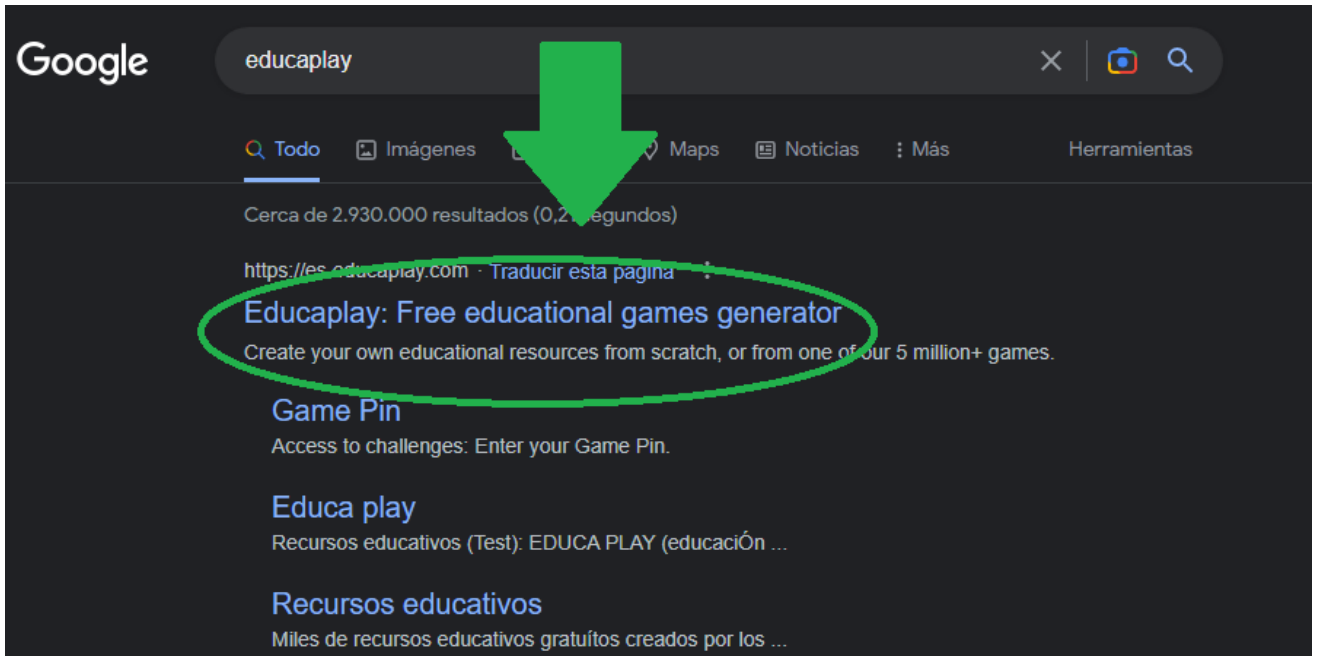 Google
educaplay
Todo Imágenes Maps Noticias Más Herramientas
Cerca de 2.930.000 resultados (0,2 segundos)
https://es.educaplay.com · Traducir esta página
Educaplay: Free educational games generator
Create your own educational resources from scratch, or from one of our 5 million+ games.
Game Pin
Access to challenges: Enter your Game Pin.
Educa play
Recursos educativos (Test): EDUCA PLAY (educaciÓn ...
Recursos educativos
Miles de recursos educativos gratuítos creados por los ...